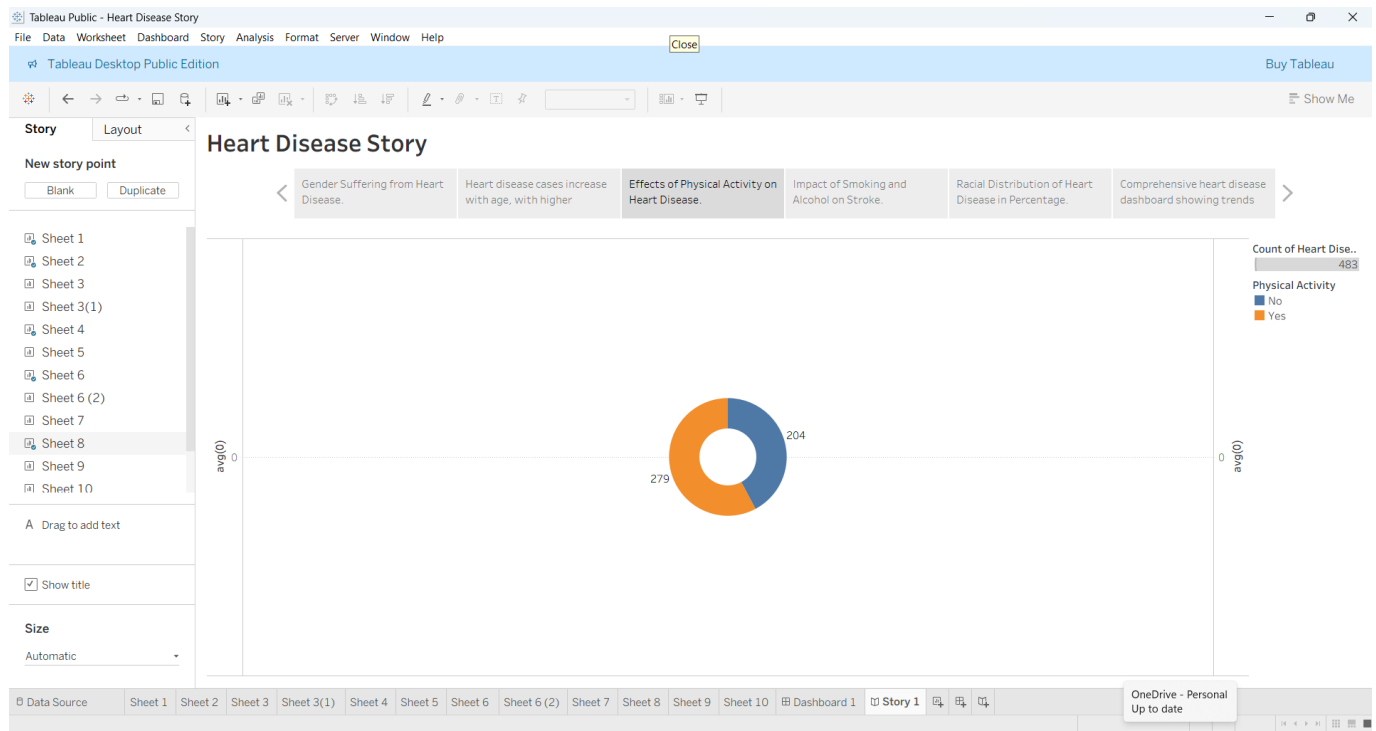 Tableau Public - Heart Disease Story
File Data Worksheet Dashboard Story Analysis Format Server Window Help
Close
Tableau Desktop Public Edition
Buy Tableau
Show Me
Story
Layout
New story point
Blank
Duplicate
Sheet 1
Sheet 2
Sheet 3
Sheet 3(1)
Sheet 4
Sheet 5
Sheet 6
Sheet 6 (2)
Sheet 7
Sheet 8
Sheet 9
Sheet 10
A Drag to add text
Show title
Size
Automatic
Heart Disease Story
Gender Suffering from Heart
Disease.
Heart disease cases increase
with age, with higher
Effects of Physical Activity on
Heart Disease.
Impact of Smoking and
Alcohol on Stroke.
Racial Distribution of Heart
Disease in Percentage.
Comprehensive heart disease
dashboard showing trends
avg(0)
0
204
279
0
avg(0)
Count of Heart Dise..
483
Physical Activity
No
Yes
Data Source Sheet 1 Sheet 2 Sheet 3 Sheet 3(1) Sheet 4 Sheet 5 Sheet 6 Sheet 6 (2) Sheet 7 Sheet 8 Sheet 9 Sheet 10 Dashboard 1 Story 1
OneDrive - Personal
Up to date